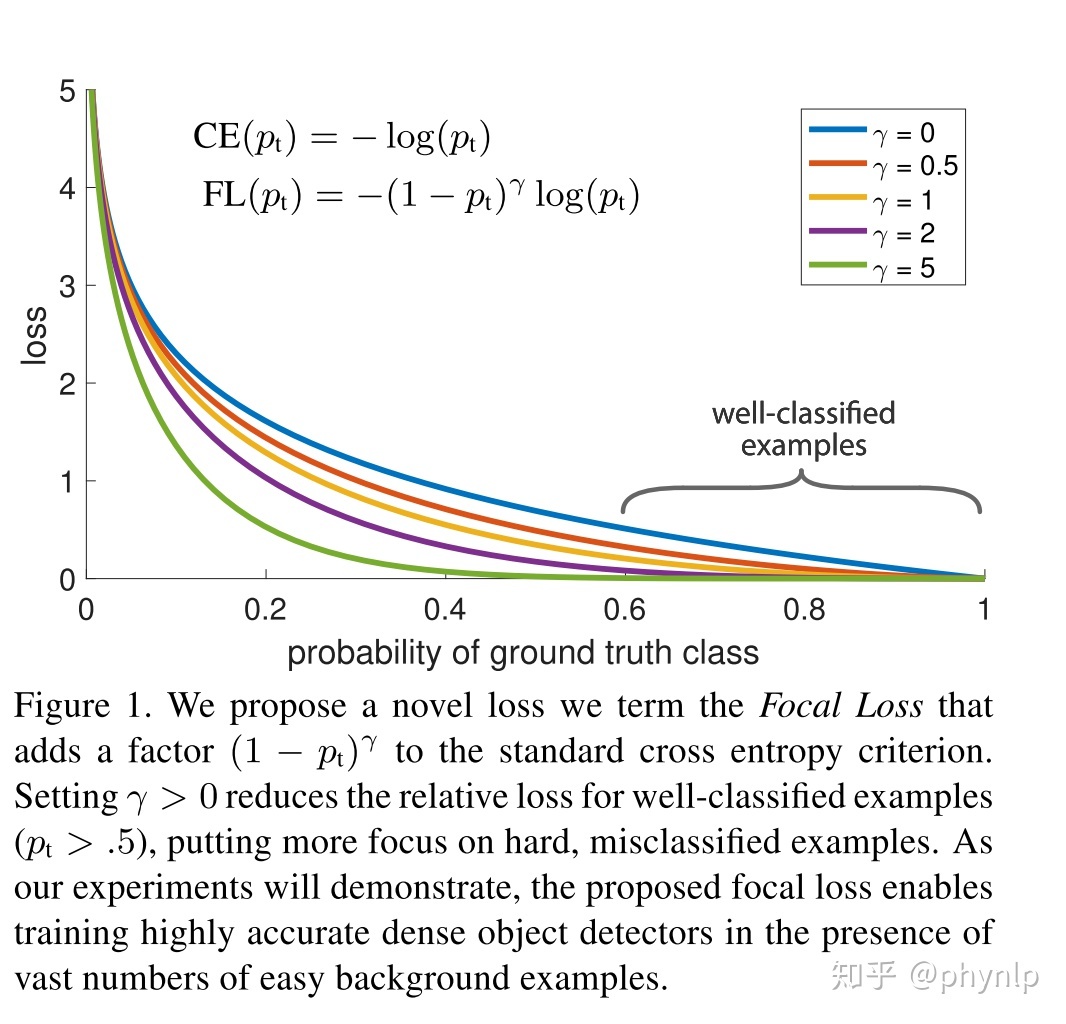 5
CE(pₜ) = − log(pₜ)
FL(pₜ) = −(1 − pₜ)^γ log(pₜ)
γ = 0
γ = 0.5
γ = 1
γ = 2
γ = 5
4
3
loss
2
well-classified
examples
1
0
0 0.2 0.4 0.6 0.8 1
probability of ground truth class
Figure 1. We propose a novel loss we term the Focal Loss that
adds a factor (1 − pₜ)^γ to the standard cross entropy criterion.
Setting γ > 0 reduces the relative loss for well-classified examples
(pₜ > .5), putting more focus on hard, misclassified examples. As
our experiments will demonstrate, the proposed focal loss enables
training highly accurate dense object detectors in the presence of
vast numbers of easy background examples.
知乎 @phynlp